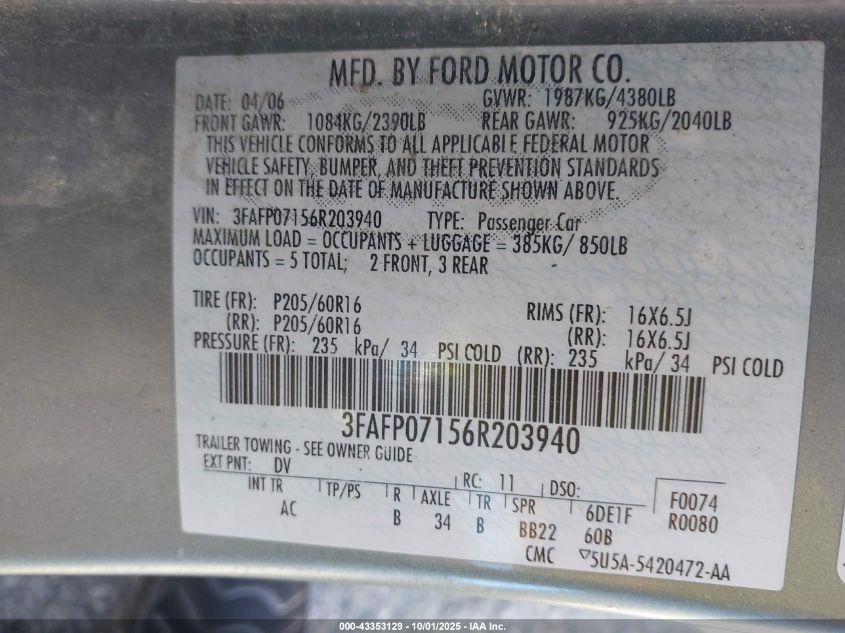 MFD. BY FORD MOTOR CO.
DATE: 04/06 GVWR: 1987KG/4380LB
FRONT GAWR: 1084KG/2390LB REAR GAWR: 925KG/2040LB
THIS VEHICLE CONFORMS TO ALL APPLICABLE FEDERAL MOTOR
VEHICLE SAFETY, BUMPER, AND THEFT PREVENTION STANDARDS
IN EFFECT ON THE DATE OF MANUFACTURE SHOWN ABOVE.
VIN: 3FAFP07156R203940 TYPE: Passenger Car
MAXIMUM LOAD = OCCUPANTS + LUGGAGE = 385KG/ 850LB
OCCUPANTS = 5 TOTAL; 2 FRONT, 3 REAR
TIRE (FR): P205/60R16 RIMS (FR): 16X6.5J
(RR): P205/60R16 (RR): 16X6.5J
PRESSURE (FR): 235 kPa/ 34 PSI COLD (RR): 235 kPa/ 34 PSI COLD
3FAFP07156R203940
TRAILER TOWING - SEE OWNER GUIDE
EXT PNT: DV RC: 11 DSO: F0074
INT TR TP/PS R AXLE TR SPR 6DE1F R0080
AC B 34 B BB22 60B
CMC 5U5A-5420472-AA
000-43353129 - 10/01/2025 - IAA Inc.